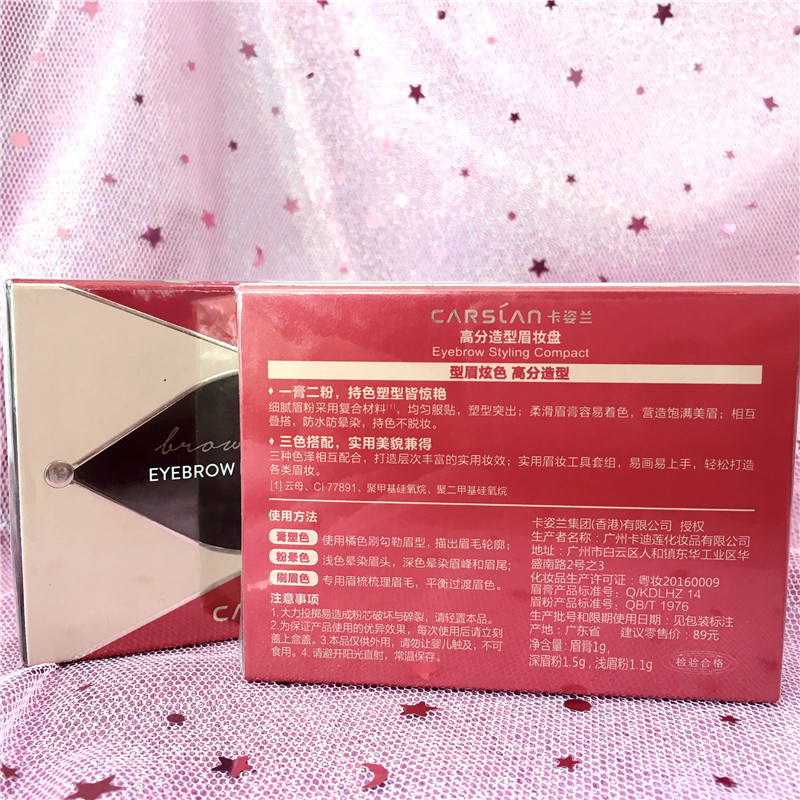 brow
EYEBROW
CA
CARSLAN 卡姿兰
高分造型眉妆盘
Eyebrow Styling Compact
型眉炫色 高分造型
♦ 一膏二粉，持色塑型皆惊艳
细腻眉粉采用复合材料[1]，均匀服贴，塑型突出；柔滑眉膏容易着色，营造饱满美眉；相互
叠搭，防水防晕染，持色不脱妆。
♦ 三色搭配，实用美貌兼得
三种色泽相互配合，打造层次丰富的实用妆效；实用眉妆工具套组，易画易上手，轻松打造
各类眉妆。
[1] 云母、CI 77891、聚甲基硅氧烷、聚二甲基硅氧烷
使用方法
膏塑色 使用橘色刷勾勒眉型，描出眉毛轮廓；
粉晕色 浅色晕染眉头，深色晕染眉峰和眉尾；
刷眉色 专用眉梳梳理眉毛，平衡过渡眉色。
注意事项
1.大力投掷易造成粉芯破坏与碎裂，请轻置本品。
2.为保证产品使用的优异效果，每次使用后请立刻
盖上盒盖。3.本品仅供外用，请勿让婴儿触及，不可
食用。4.请避开阳光直射，常温保存。
卡姿兰集团(香港)有限公司 授权
生产者名称：广州卡迪莲化妆品有限公司
地址：广州市白云区人和镇东华工业区华
盛南路2号之3
化妆品生产许可证：粤妆20160009
眉膏产品标准号：Q/KDLHZ 14
眉粉产品标准号：QB/T 1976
生产批号和限期使用日期：见包装标注
产地：广东省 建议零售价：89元
净含量：眉膏1g，
深眉粉1.5g，浅眉粉1.1g
检验合格